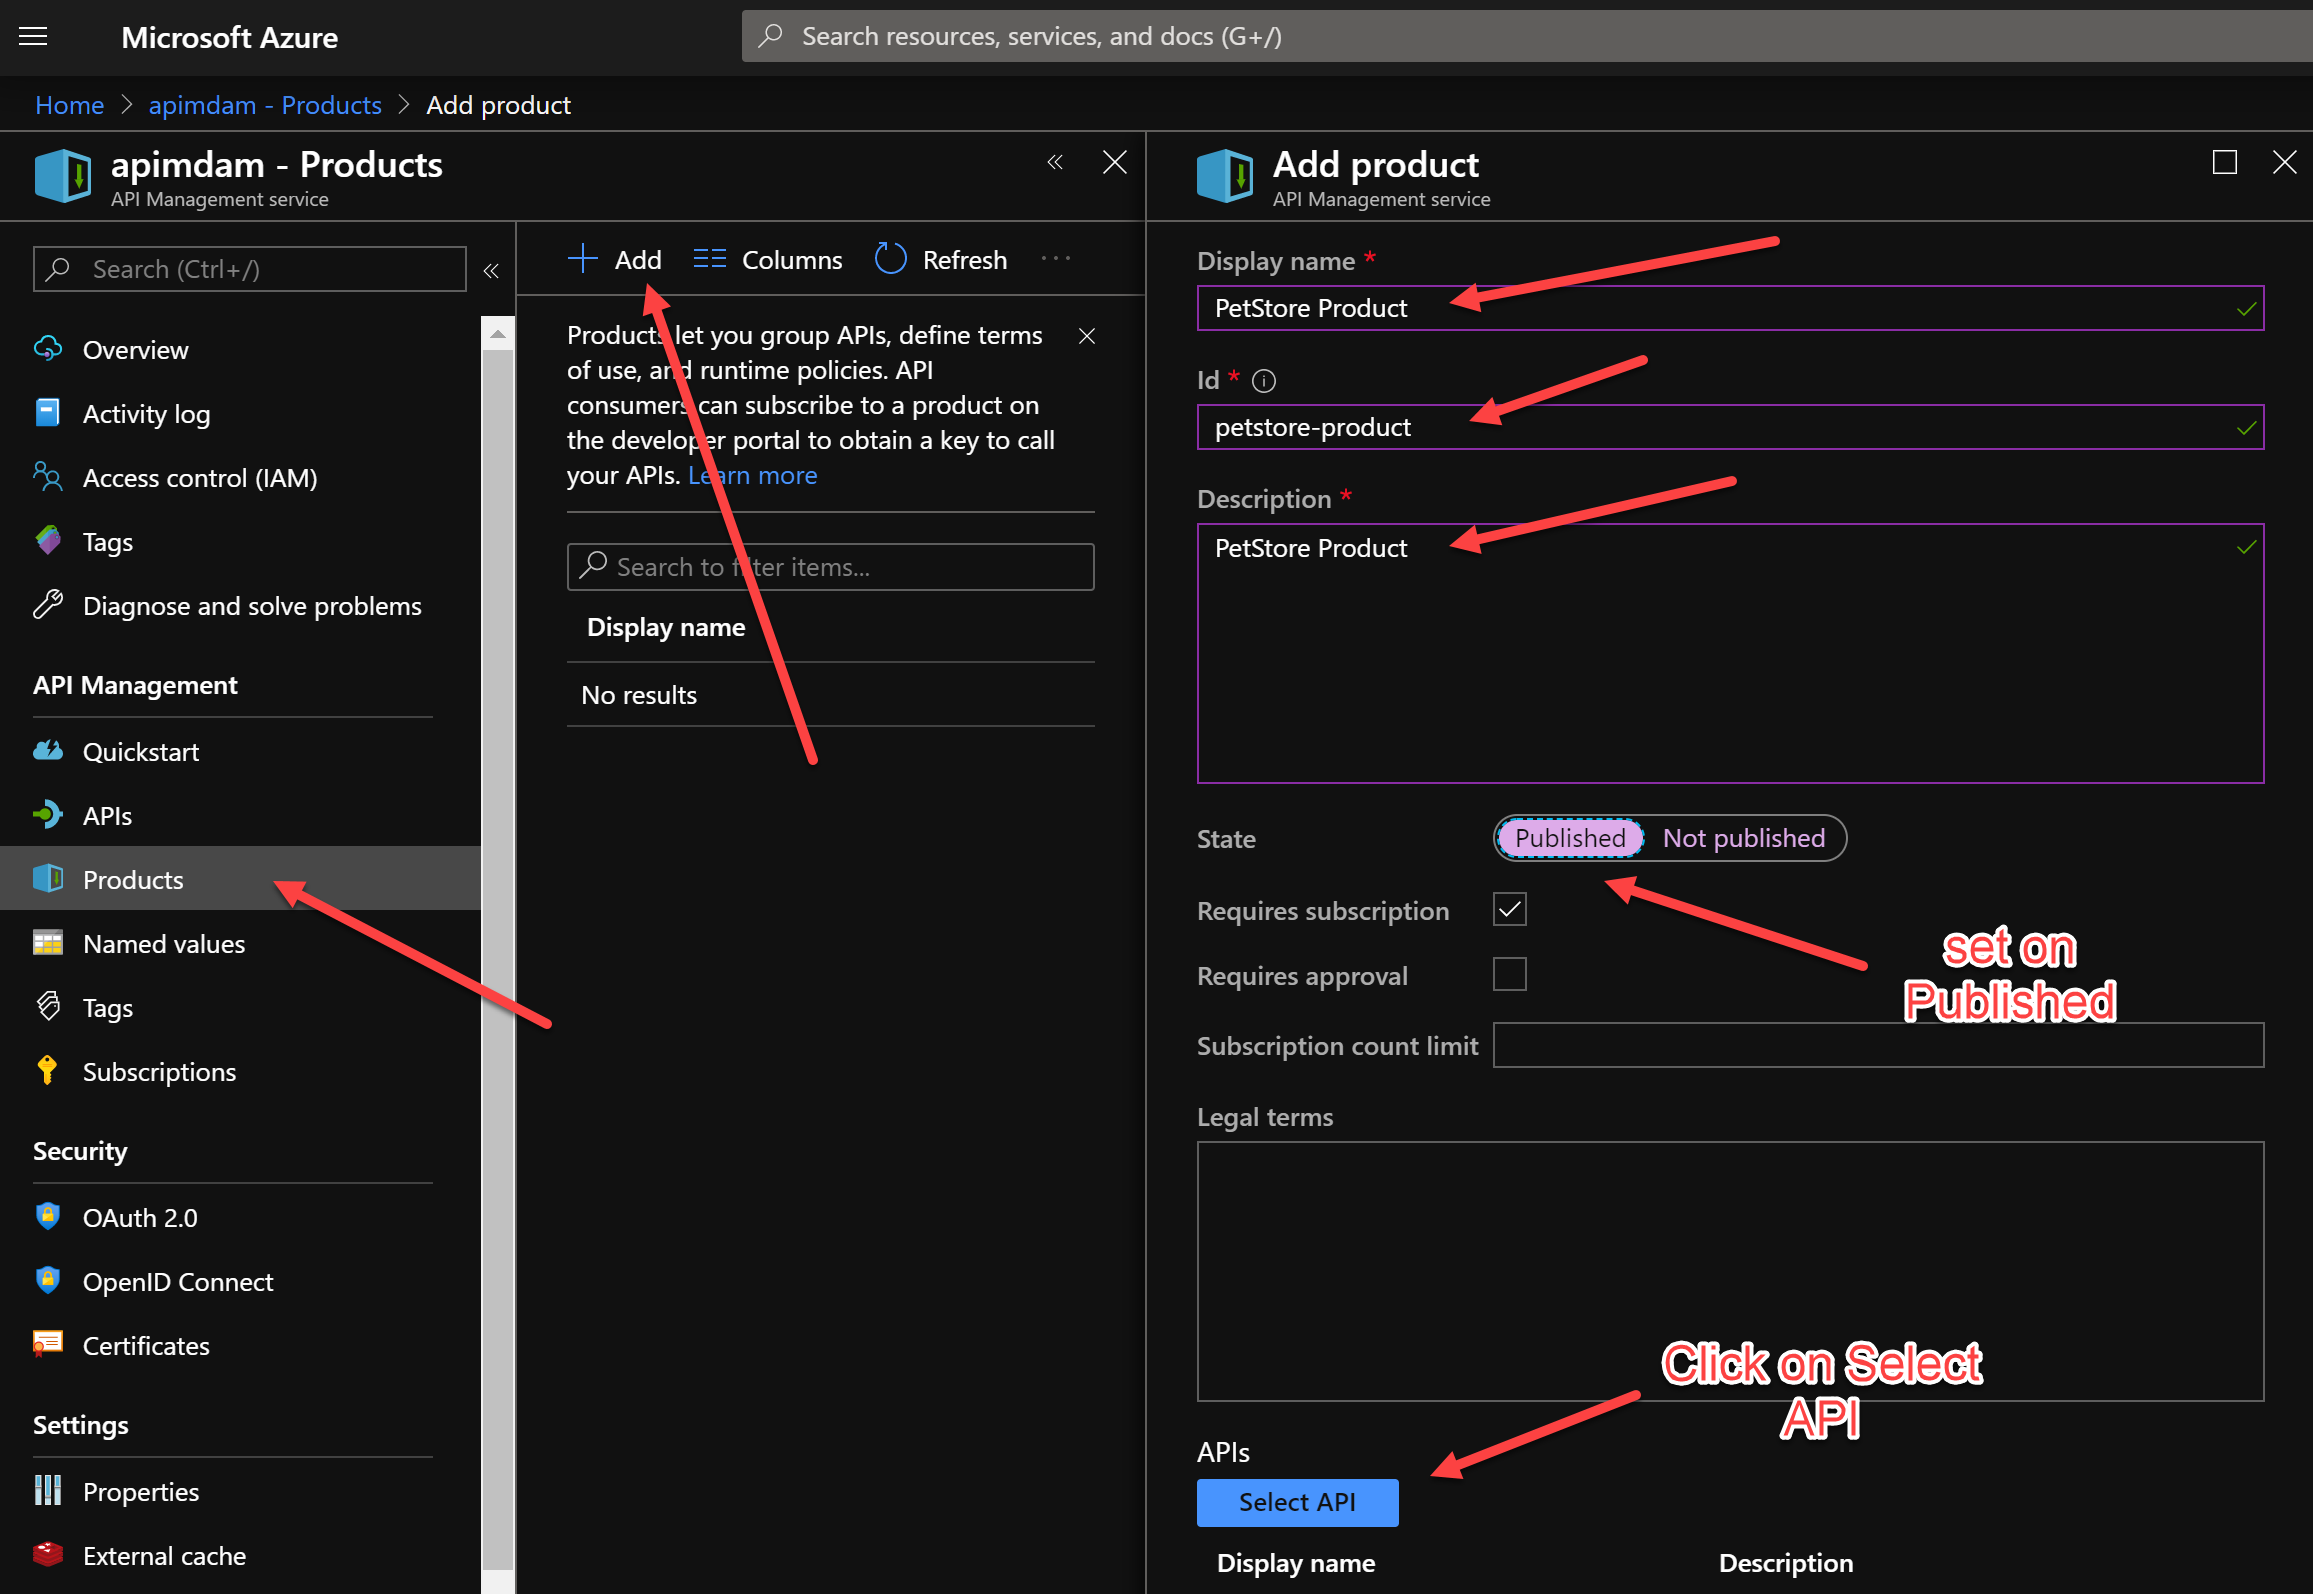 Microsoft Azure
Search resources, services, and docs (G+/)
Home > apimdam - Products > Add product
apimdam - Products
API Management service
Search (Ctrl+/)
Overview
Activity log
Access control (IAM)
Tags
Diagnose and solve problems
API Management
Quickstart
APIs
Products
Named values
Tags
Subscriptions
Security
OAuth 2.0
OpenID Connect
Certificates
Settings
Properties
External cache
Add
Columns
Refresh
Products let you group APIs, define terms
of use, and runtime policies. API
consumers can subscribe to a product on
the developer portal to obtain a key to call
your APIs. Learn more
Search to filter items...
Display name
No results
Add product
API Management service
Display name *
PetStore Product
Id *
petstore-product
Description *
PetStore Product
State
Published Not published
Requires subscription
set on
Published
Requires approval
Subscription count limit
Legal terms
Click on Select
API
APIs
Select API
Display name
Description